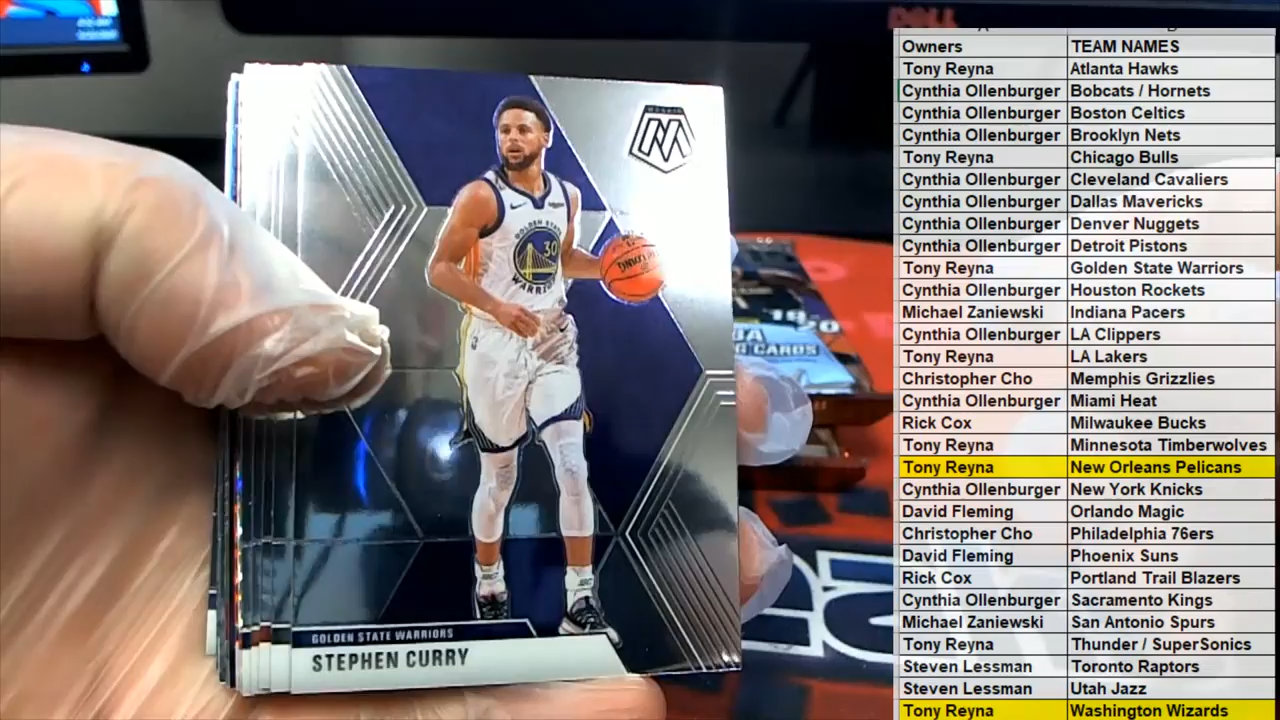 DELL
MOSAIC
GOLDEN STATE
30
WARRIORS
19-20
CARDS
GOLDEN STATE WARRIORS
STEPHEN CURRY
Owners TEAM NAMES
Tony Reyna Atlanta Hawks
Cynthia Ollenburger Bobcats / Hornets
Cynthia Ollenburger Boston Celtics
Cynthia Ollenburger Brooklyn Nets
Tony Reyna Chicago Bulls
Cynthia Ollenburger Cleveland Cavaliers
Cynthia Ollenburger Dallas Mavericks
Cynthia Ollenburger Denver Nuggets
Cynthia Ollenburger Detroit Pistons
Tony Reyna Golden State Warriors
Cynthia Ollenburger Houston Rockets
Michael Zaniewski Indiana Pacers
Cynthia Ollenburger LA Clippers
Tony Reyna LA Lakers
Christopher Cho Memphis Grizzlies
Cynthia Ollenburger Miami Heat
Rick Cox Milwaukee Bucks
Tony Reyna Minnesota Timberwolves
Tony Reyna New Orleans Pelicans
Cynthia Ollenburger New York Knicks
David Fleming Orlando Magic
Christopher Cho Philadelphia 76ers
David Fleming Phoenix Suns
Rick Cox Portland Trail Blazers
Cynthia Ollenburger Sacramento Kings
Michael Zaniewski San Antonio Spurs
Tony Reyna Thunder / SuperSonics
Steven Lessman Toronto Raptors
Steven Lessman Utah Jazz
Tony Reyna Washington Wizards